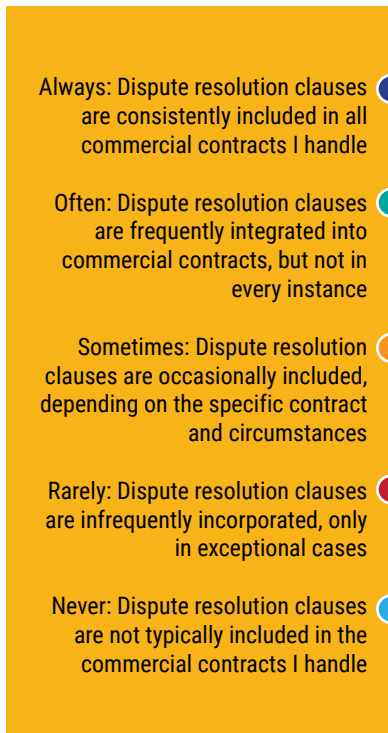 Always: Dispute resolution clauses
are consistently included in all
commercial contracts I handle
Often: Dispute resolution clauses
are frequently integrated into
commercial contracts, but not in
every instance
Sometimes: Dispute resolution
clauses are occasionally included,
depending on the specific contract
and circumstances
Rarely: Dispute resolution clauses
are infrequently incorporated, only
in exceptional cases
Never: Dispute resolution clauses
are not typically included in the
commercial contracts I handle